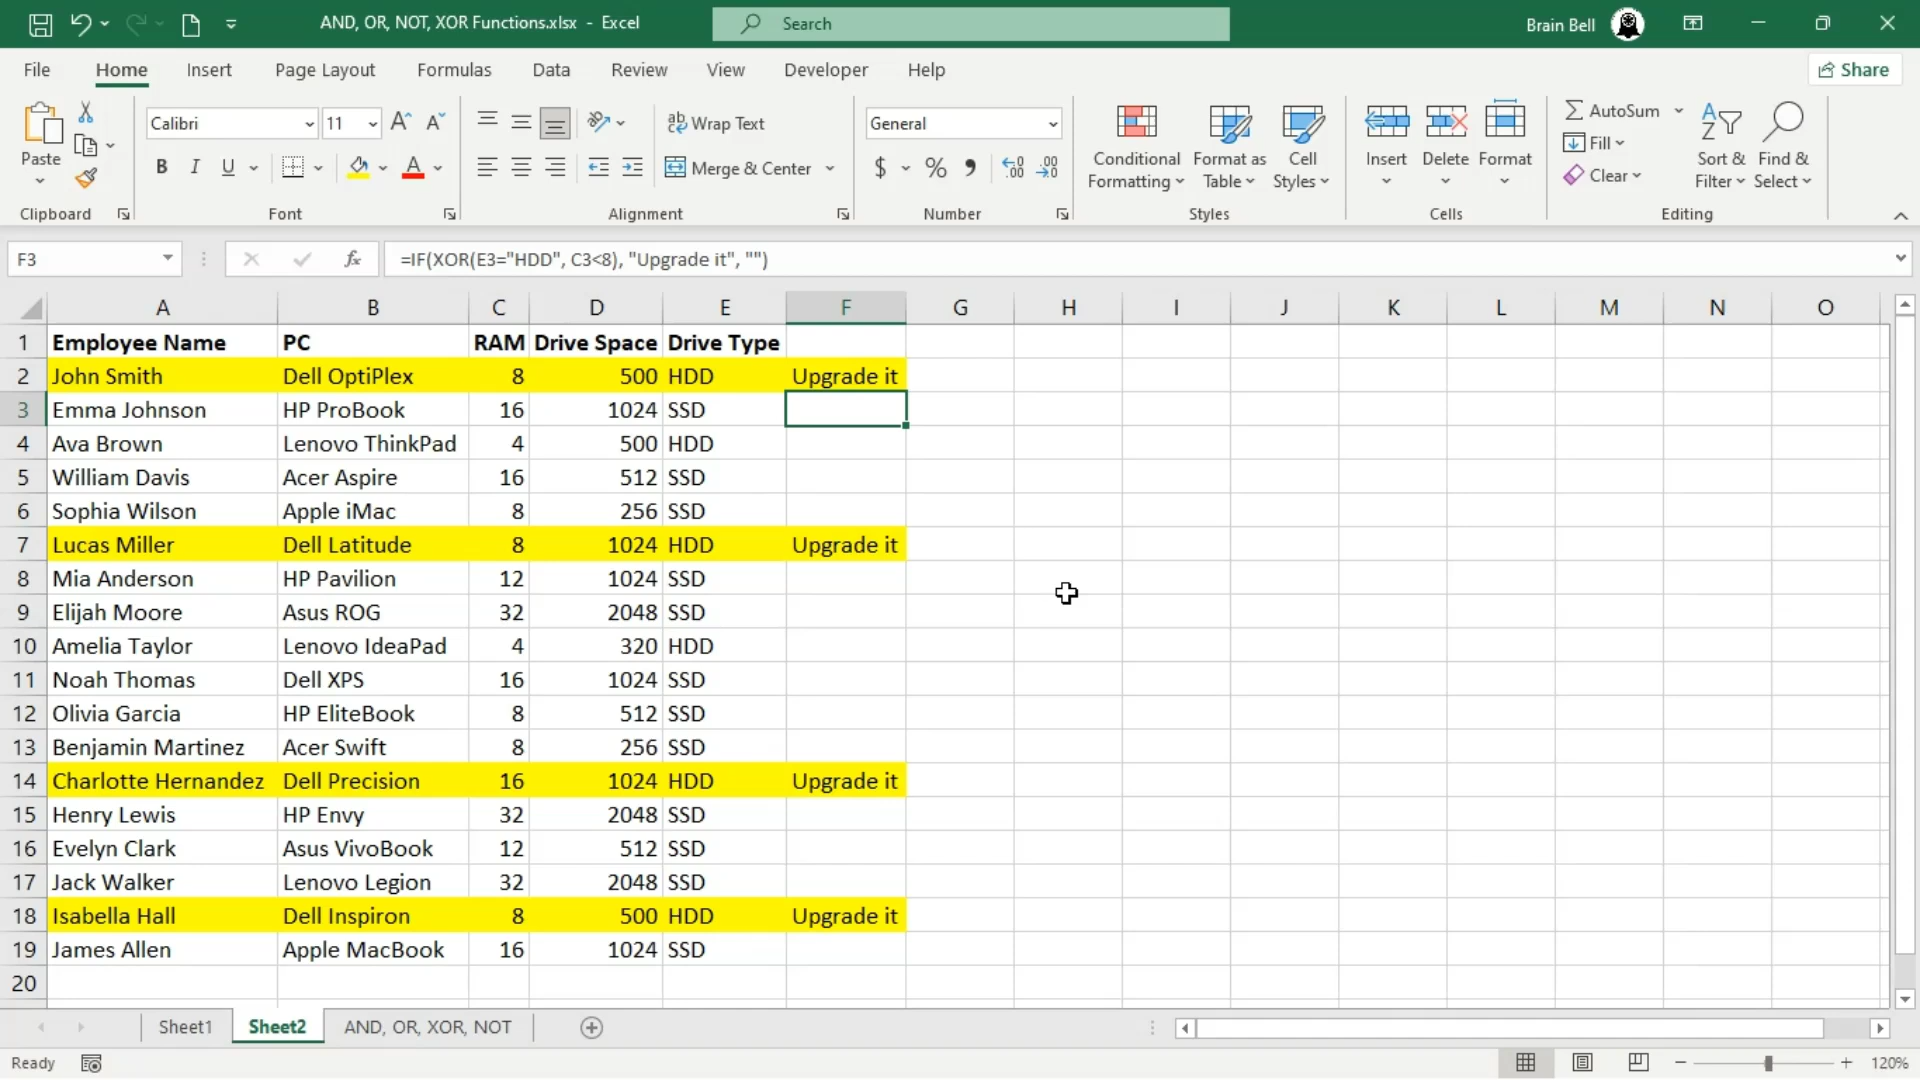 AND, OR, NOT, XOR Functions.xlsx - Excel
Search
Brain Bell
File Home Insert Page Layout Formulas Data Review View Developer Help
Share
Paste
Clipboard
Calibri 11
B I U
Font
Wrap Text
Merge & Center
Alignment
General
$ %
Number
Conditional Formatting
Format as Table
Cell Styles
Styles
Insert
Delete
Format
Cells
AutoSum
Fill
Clear
Sort & Filter
Find & Select
Editing
F3 fx =IF(XOR(E3="HDD", C3<8), "Upgrade it", "")
A B C D E F G H I J K L M N O
1 Employee Name PC RAM Drive Space Drive Type
2 John Smith Dell OptiPlex 8 500 HDD Upgrade it
3 Emma Johnson HP ProBook 16 1024 SSD
4 Ava Brown Lenovo ThinkPad 4 500 HDD
5 William Davis Acer Aspire 16 512 SSD
6 Sophia Wilson Apple iMac 8 256 SSD
7 Lucas Miller Dell Latitude 8 1024 HDD Upgrade it
8 Mia Anderson HP Pavilion 12 1024 SSD
9 Elijah Moore Asus ROG 32 2048 SSD
10 Amelia Taylor Lenovo IdeaPad 4 320 HDD
11 Noah Thomas Dell XPS 16 1024 SSD
12 Olivia Garcia HP EliteBook 8 512 SSD
13 Benjamin Martinez Acer Swift 8 256 SSD
14 Charlotte Hernandez Dell Precision 16 1024 HDD Upgrade it
15 Henry Lewis HP Envy 32 2048 SSD
16 Evelyn Clark Asus VivoBook 12 512 SSD
17 Jack Walker Lenovo Legion 32 2048 SSD
18 Isabella Hall Dell Inspiron 8 500 HDD Upgrade it
19 James Allen Apple MacBook 16 1024 SSD
20
Sheet1 Sheet2 AND, OR, XOR, NOT
Ready
120%